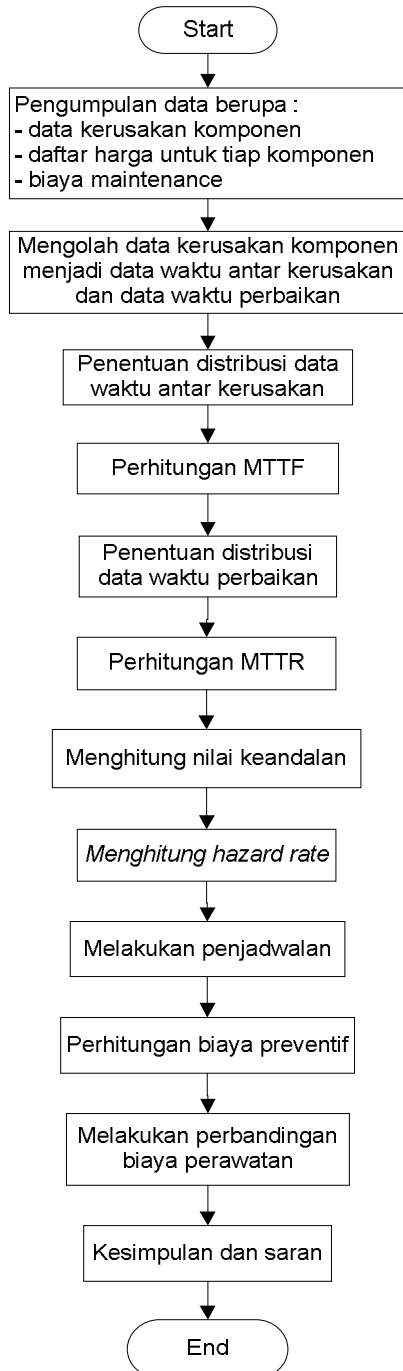 Start
Pengumpulan data berupa :
- data kerusakan komponen
- daftar harga untuk tiap komponen
- biaya maintenance
Mengolah data kerusakan komponen
menjadi data waktu antar kerusakan
dan data waktu perbaikan
Penentuan distribusi data
waktu antar kerusakan
Perhitungan MTTF
Penentuan distribusi
data waktu perbaikan
Perhitungan MTTR
Menghitung nilai keandalan
Menghitung hazard rate
Melakukan penjadwalan
Perhitungan biaya preventif
Melakukan perbandingan
biaya perawatan
Kesimpulan dan saran
End